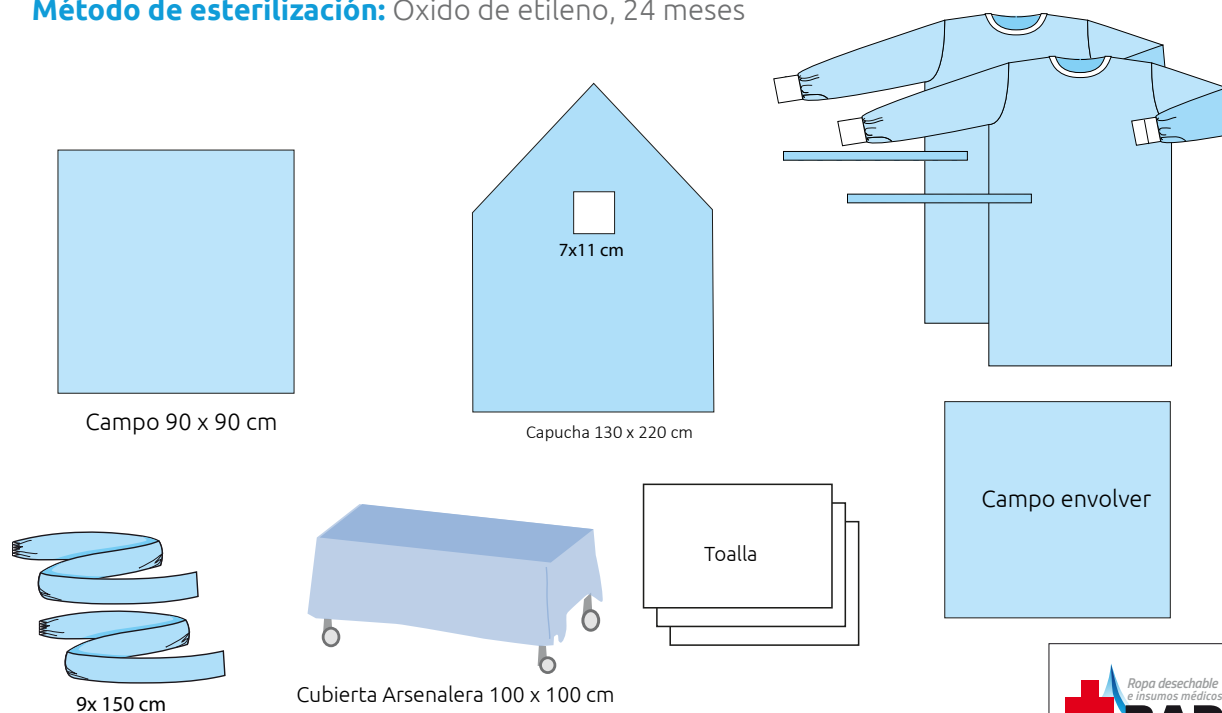 Método de esterilización: Óxido de etileno, 24 meses
7x11 cm
Campo 90 x 90 cm
Capucha 130 x 220 cm
Campo envolver
Toalla
9x 150 cm
Cubierta Arsenalera 100 x 100 cm
Ropa desechable
e insumos médicos